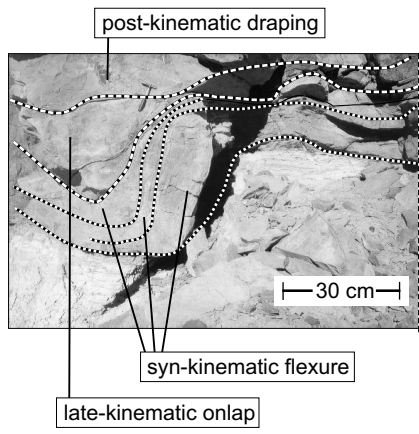 post-kinematic draping
30 cm
syn-kinematic flexure
late-kinematic onlap